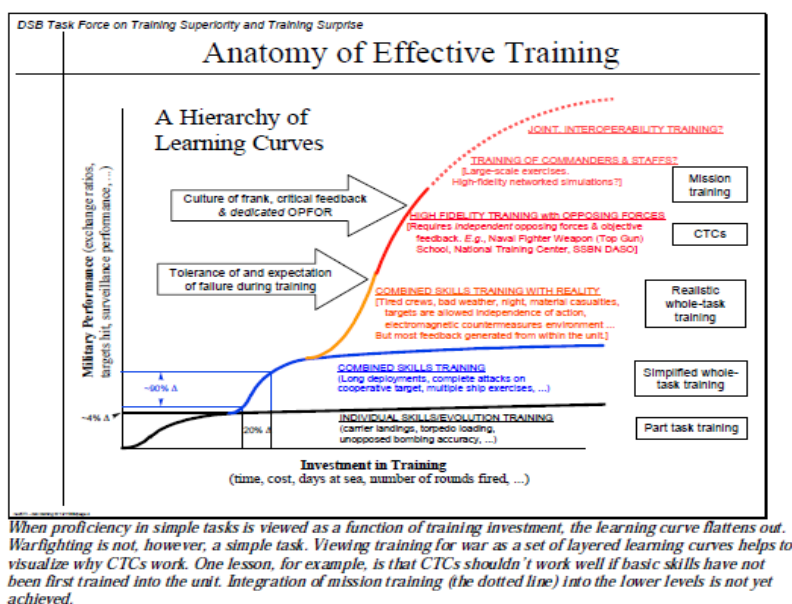 DSB Task Force on Training Superiority and Training Surprise
Anatomy of Effective Training
A Hierarchy of
Learning Curves
JOINT, INTEROPERABILITY TRAINING?
TRAINING OF COMMANDERS & STAFFS?
[Large-scale exercises.
High-fidelity networked simulations?]
Mission
training
Culture of frank, critical feedback
& dedicated OPFOR
HIGH FIDELITY TRAINING with OPPOSING FORCES
[Requires independent opposing forces & objective
feedback. E.g., Naval Fighter Weapon (Top Gun)
School, National Training Center, SSBN DASO)]
CTCs
Tolerance of and expectation
of failure during training
COMBINED SKILLS TRAINING WITH REALITY
[Tired crews, bad weather, night, material casualties,
targets are allowed independence of action,
electromagnetic countermeasures environment ...
But most feedback generated from within the unit.]
Realistic
whole-task
training
Military Performance (exchange ratios,
targets hit, surveillance performance, ...)
COMBINED SKILLS TRAINING
(Long deployments, complete attacks on
cooperative target, multiple ship exercises, ...)
Simplified whole-
task training
~90% Δ
~4% Δ
20% Δ
INDIVIDUAL SKILLS/EVOLUTION TRAINING
(carrier landings, torpedo loading,
unopposed bombing accuracy, ...)
Part task training
Investment in Training
(time, cost, days at sea, number of rounds fired, ...)
When proficiency in simple tasks is viewed as a function of training investment, the learning curve flattens out.
Warfighting is not, however, a simple task. Viewing training for war as a set of layered learning curves helps to
visualize why CTCs work. One lesson, for example, is that CTCs shouldn't work well if basic skills have not
been first trained into the unit. Integration of mission training (the dotted line) into the lower levels is not yet
achieved.